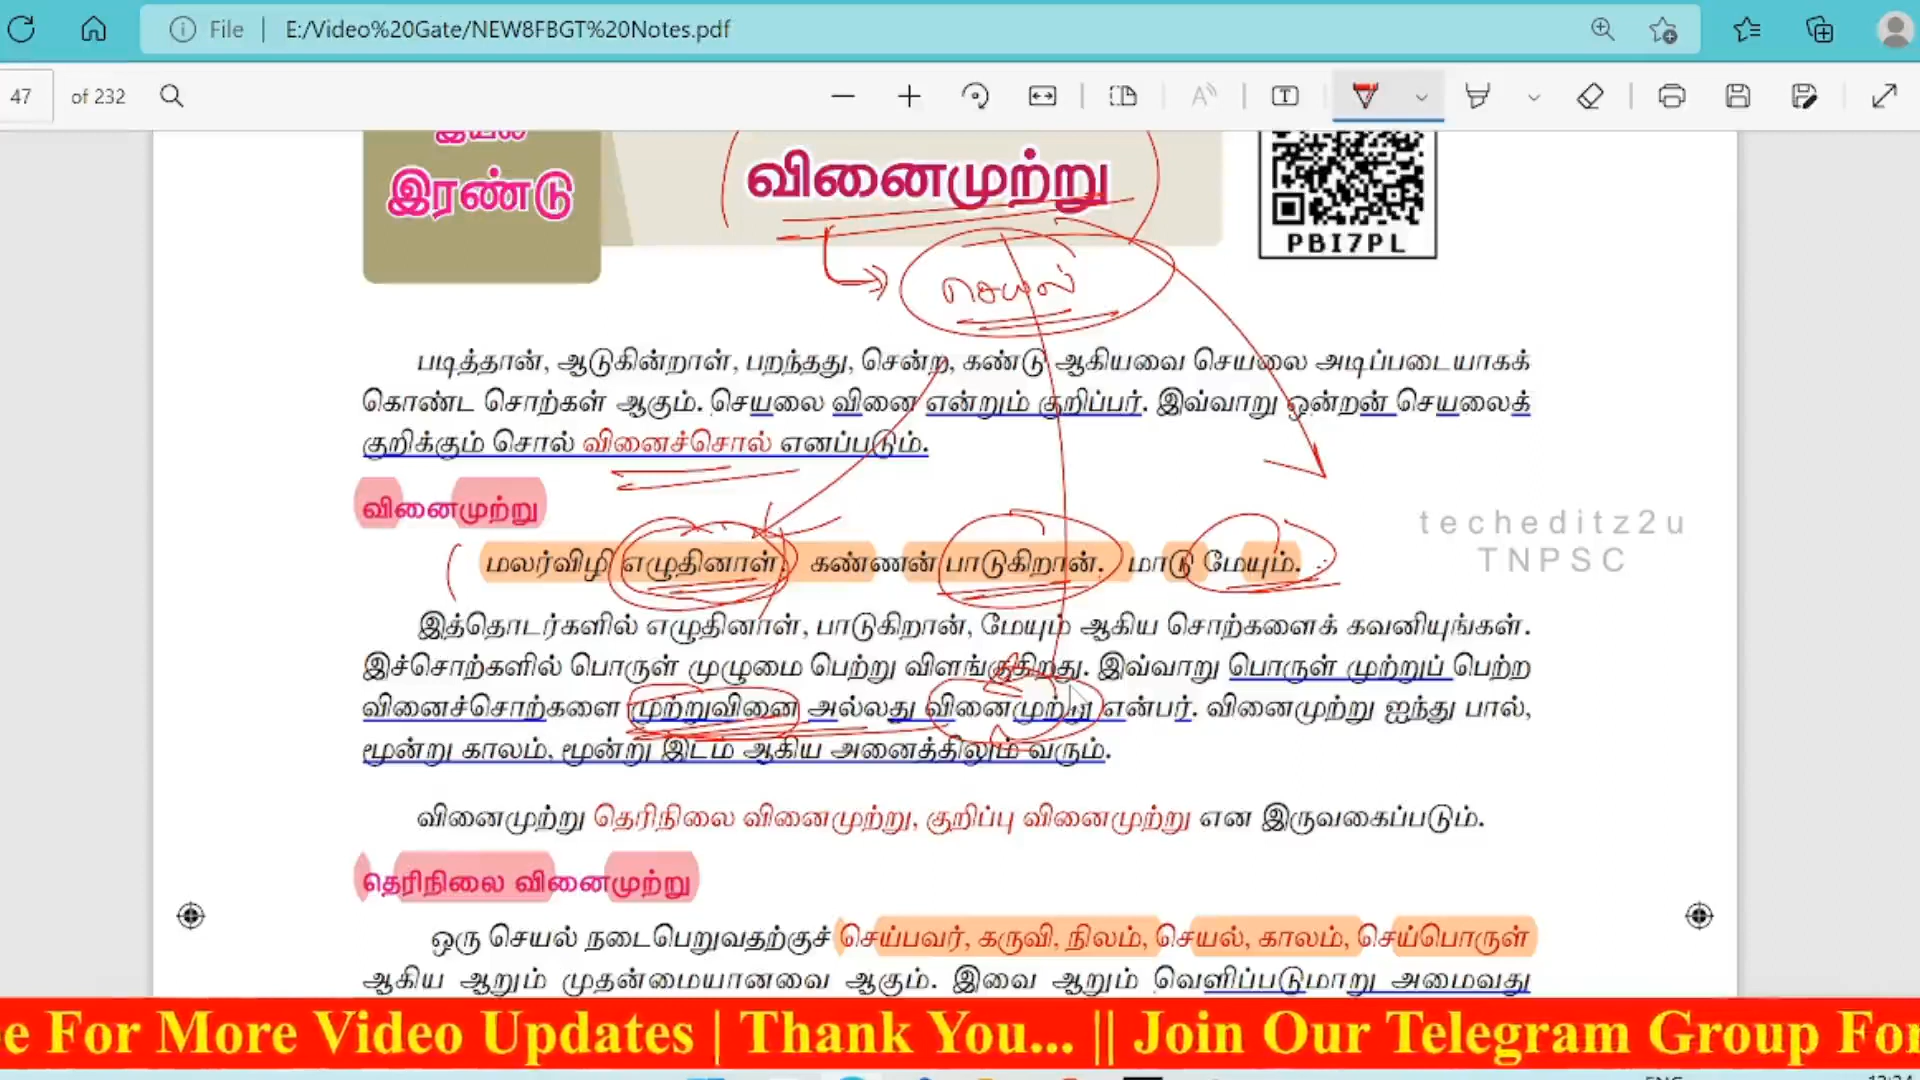 File | E:/Video%20Gate/NEW8FBGT%20Notes.pdf
47 of 232
இயல்
இரண்டு
வினைமுற்று
PBI7PL
செயல்
படித்தான், ஆடுகின்றாள், பறந்தது, சென்ற, கண்டு ஆகியவை செயலை அடிப்படையாகக்
கொண்ட சொற்கள் ஆகும். செயலை வினை என்றும் குறிப்பர். இவ்வாறு ஒன்றன் செயலைக்
குறிக்கும் சொல் வினைச்சொல் எனப்படும்.
வினைமுற்று
மலர்விழி எழுதினாள். கண்ணன் பாடுகிறான். மாடு மேயும்.
techeditz2u
TNPSC
இத்தொடர்களில் எழுதினாள், பாடுகிறான், மேயும் ஆகிய சொற்களைக் கவனியுங்கள்.
இச்சொற்களில் பொருள் முழுமை பெற்று விளங்குகிறது. இவ்வாறு பொருள் முற்றுப் பெற்ற
வினைச்சொற்களை முற்றுவினை அல்லது வினைமுற்று என்பர். வினைமுற்று ஐந்து பால்,
மூன்று காலம், மூன்று இடம் ஆகிய அனைத்திலும் வரும்.
வினைமுற்று தெரிநிலை வினைமுற்று, குறிப்பு வினைமுற்று என இருவகைப்படும்.
தெரிநிலை வினைமுற்று
ஒரு செயல் நடைபெறுவதற்குச் செய்பவர், கருவி, நிலம், செயல், காலம், செய்பொருள்
ஆகிய ஆறும் முதன்மையானவை ஆகும். இவை ஆறும் வெளிப்படுமாறு அமைவது
e For More Video Updates | Thank You... || Join Our Telegram Group For